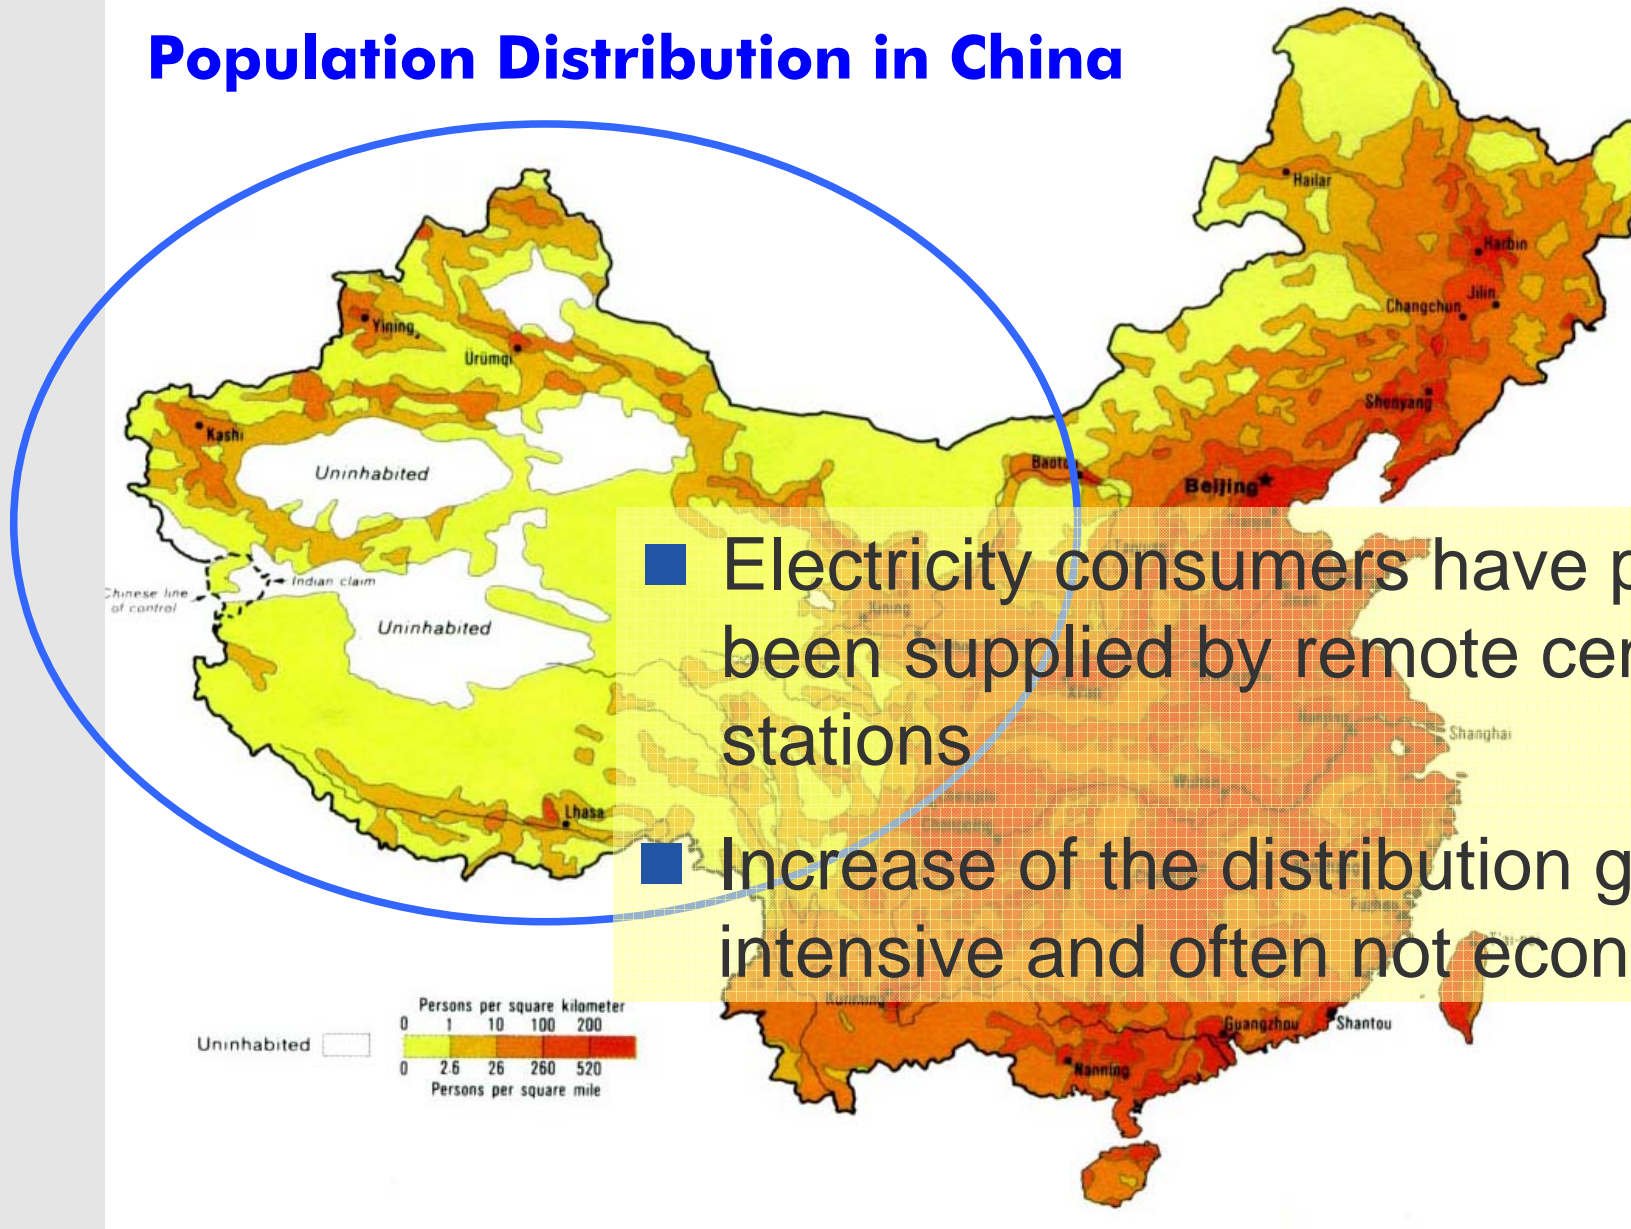 Population Distribution in China
Hailar
Harbin
Jilin
Changchun
Yining
Ürümqi
Shenyang
Kashi
Baotou
Uninhabited
Beijing
Electricity consumers have p
been supplied by remote cer
stations
Indian claim
Chinese line
of control
Xining
Uninhabited
Shanghai
Lhasa
Increase of the distribution g
intensive and often not econ
Kunming
Guangzhou
Shantou
Nanning
Persons per square kilometer
0 1 10 100 200
Uninhabited
0 2.6 26 260 520
Persons per square mile